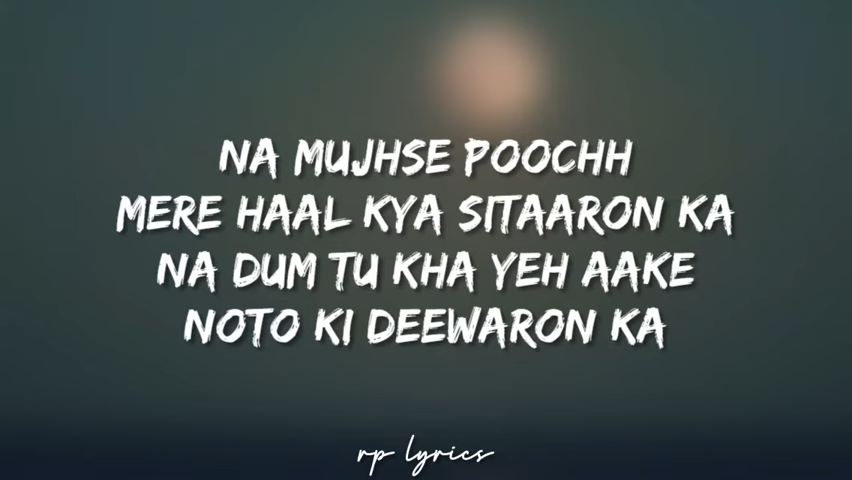 NA MUJHSE POOCHH
MERE HAAL KYA SITAARON KA
NA DUM TU KHA YEH AAKE
NOTO KI DEEWARON KA
rp lyrics